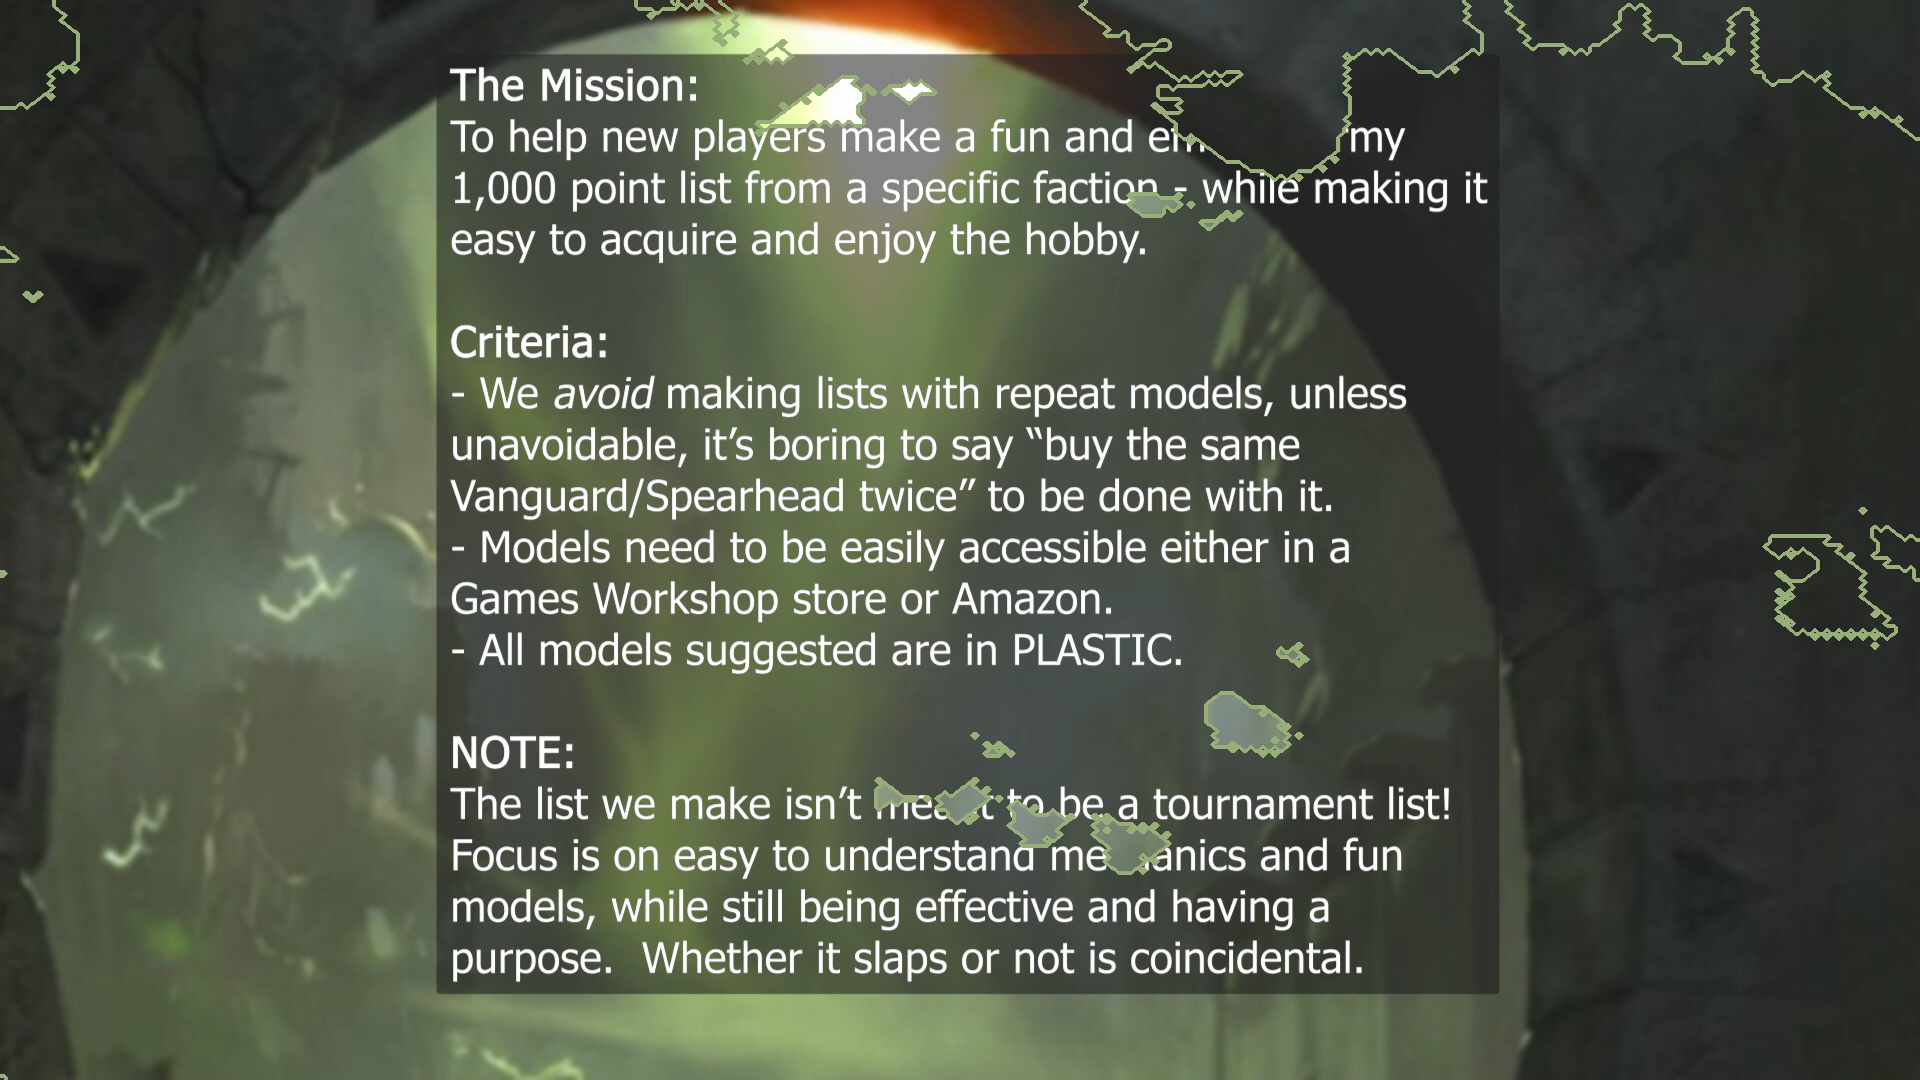 The Mission:
To help new players make a fun and
1,000 point list from a specific faction - while making it
easy to acquire and enjoy the hobby.
Criteria:
- We avoid making lists with repeat models, unless
unavoidable, it’s boring to say “buy the same
Vanguard/Spearhead twice” to be done with it.
- Models need to be easily accessible either in a
Games Workshop store or Amazon.
- All models suggested are in PLASTIC.
NOTE:
The list we make isn’t to be a tournament list!
Focus is on easy to understand and fun
models, while still being effective and having a
purpose. Whether it slaps or not is coincidental.